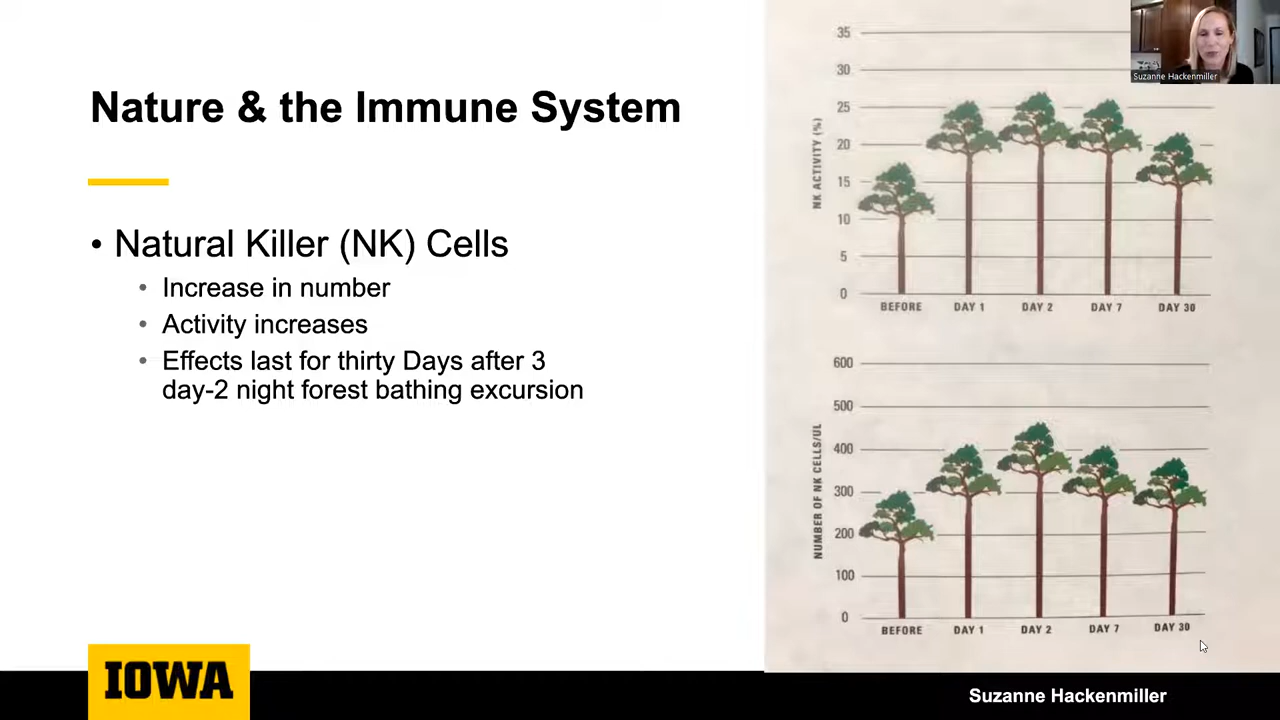 Nature & the Immune System
• Natural Killer (NK) Cells
• Increase in number
• Activity increases
• Effects last for thirty Days after 3
day-2 night forest bathing excursion
NK ACTIVITY (%)
35
30
25
20
15
10
5
0
BEFORE DAY 1 DAY 2 DAY 7 DAY 30
NUMBER OF NK CELLS/UL
600
500
400
300
200
100
0
BEFORE DAY 1 DAY 2 DAY 7 DAY 30
Suzanne Hackenmiller
IOWA
Suzanne Hackenmiller